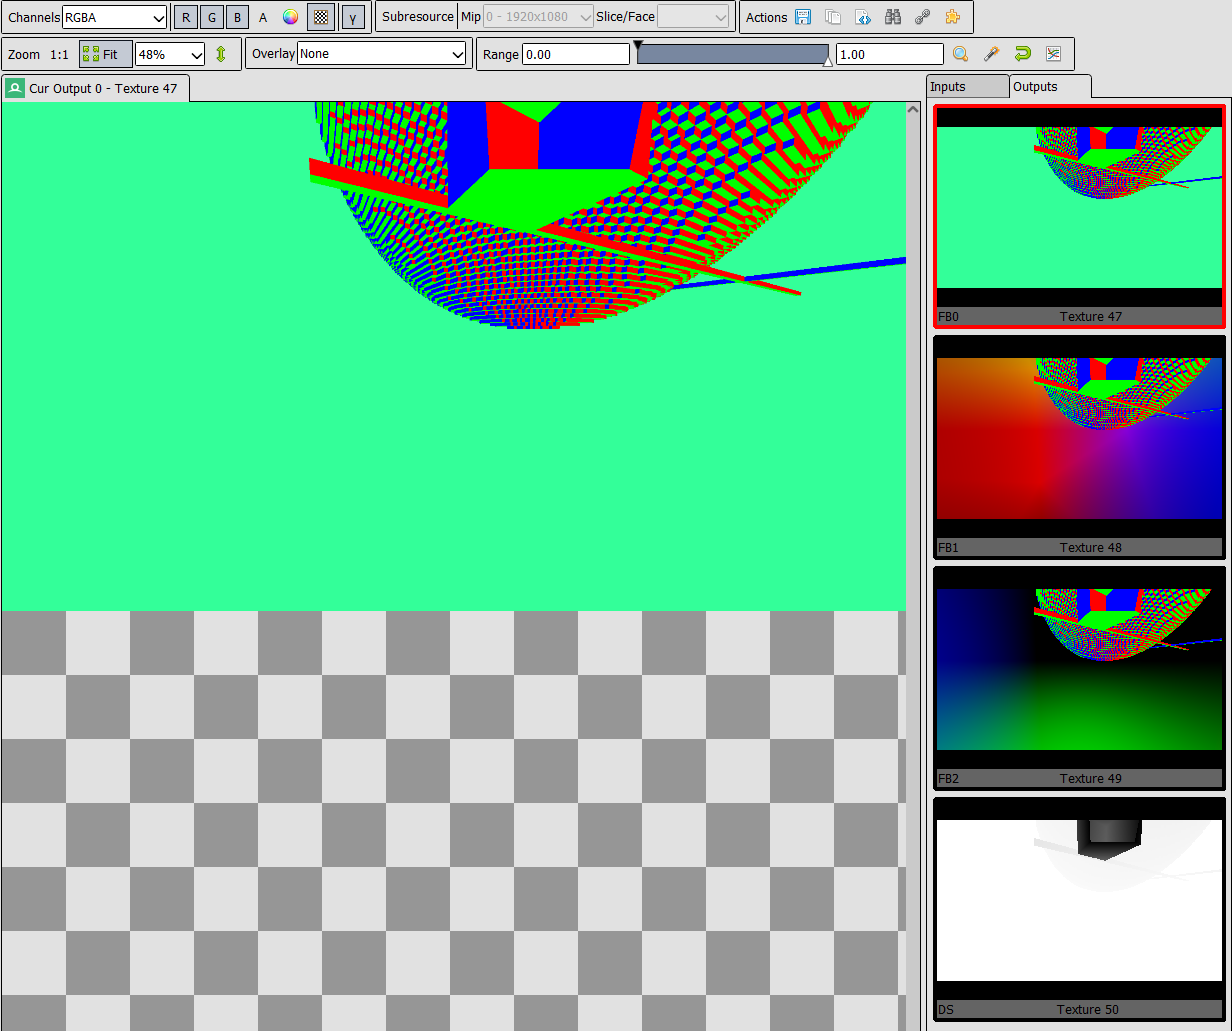 Channels RGBA R G B A γ Subresource Mip 0 - 1920x1080 Slice/Face Actions
Zoom 1:1 Fit 48% Overlay None Range 0.00 1.00
Cur Output 0 - Texture 47
Inputs Outputs
FB0 Texture 47
FB1 Texture 48
FB2 Texture 49
DS Texture 50